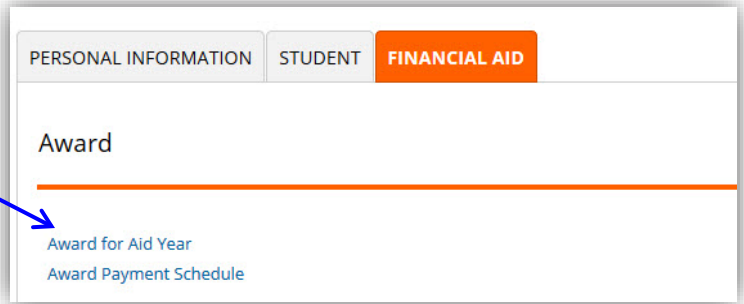 PERSONAL INFORMATION STUDENT FINANCIAL AID
Award
Award for Aid Year
Award Payment Schedule